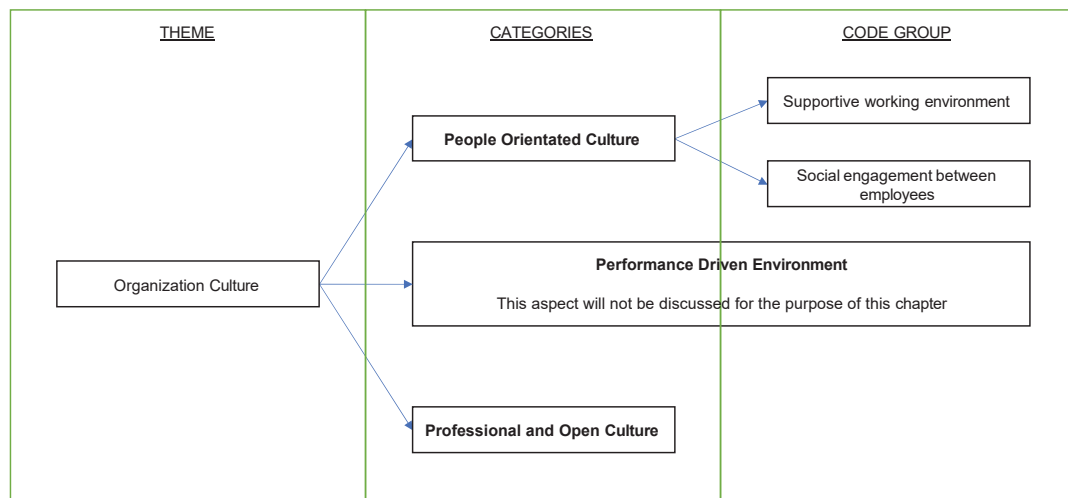 THEME
CATEGORIES
CODE GROUP
Organization Culture
People Orientated Culture
Supportive working environment
Social engagement between
employees
Performance Driven Environment
This aspect will not be discussed for the purpose of this chapter
Professional and Open Culture